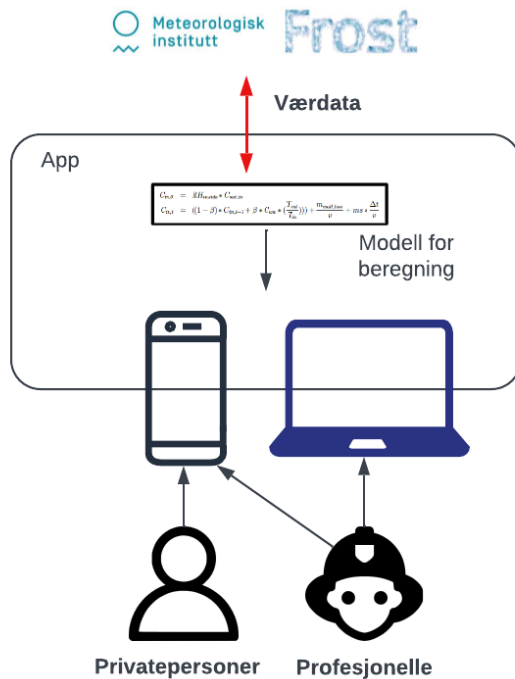 Meteorologisk
institutt
Frost
Værdata
App
Modell for
beregning
Privatepersoner
Profesjonelle